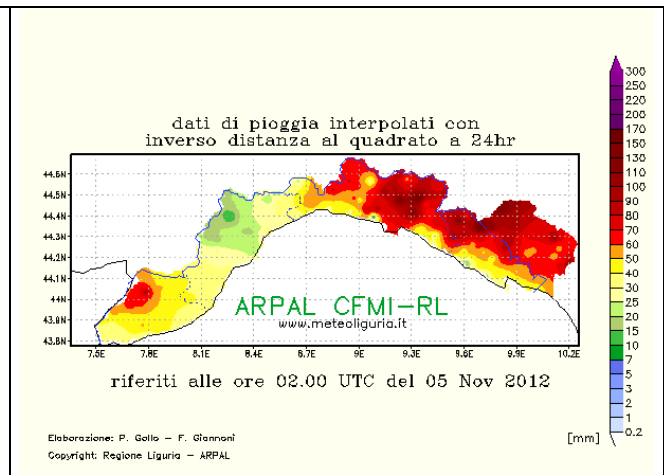 dati di pioggia interpolati con
inverso distanza al quadrato a 24hr
44.6N
44.5N
44.4N
44.3N
44.2N
44.1N
44N
43.9N
43.8N
7.5E 7.8E 8.1E 8.4E 8.7E 9E 9.3E 9.6E 9.9E 10.2E
ARPAL CFMI-RL
www.meteoliguria.it
riferiti alle ore 02.00 UTC del 05 Nov 2012
300
250
220
200
170
150
130
110
100
90
80
70
60
50
40
30
25
20
15
10
7
5
3
2
1
0.2
[mm]
Elaborazione: P. Gollo - F. Giannoni
Copyright: Regione Liguria - ARPAL